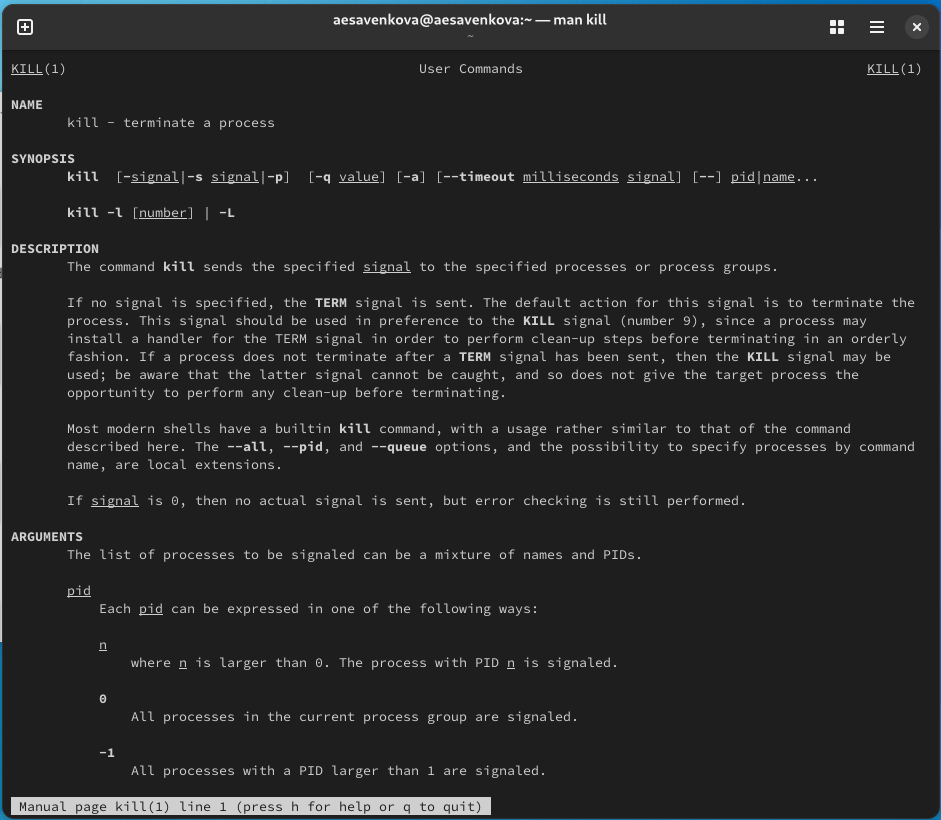 aesavenkova@aesavenkova:~ — man kill
~
KILL(1) User Commands KILL(1)
NAME
kill - terminate a process
SYNOPSIS
kill [-signal|-s signal|-p] [-q value] [-a] [--timeout milliseconds signal] [--] pid|name...
kill -l [number] | -L
DESCRIPTION
The command kill sends the specified signal to the specified processes or process groups.
If no signal is specified, the TERM signal is sent. The default action for this signal is to terminate the
process. This signal should be used in preference to the KILL signal (number 9), since a process may
install a handler for the TERM signal in order to perform clean-up steps before terminating in an orderly
fashion. If a process does not terminate after a TERM signal has been sent, then the KILL signal may be
used; be aware that the latter signal cannot be caught, and so does not give the target process the
opportunity to perform any clean-up before terminating.
Most modern shells have a builtin kill command, with a usage rather similar to that of the command
described here. The --all, --pid, and --queue options, and the possibility to specify processes by command
name, are local extensions.
If signal is 0, then no actual signal is sent, but error checking is still performed.
ARGUMENTS
The list of processes to be signaled can be a mixture of names and PIDs.
pid
Each pid can be expressed in one of the following ways:
n
where n is larger than 0. The process with PID n is signaled.
0
All processes in the current process group are signaled.
-1
All processes with a PID larger than 1 are signaled.
Manual page kill(1) line 1 (press h for help or q to quit)